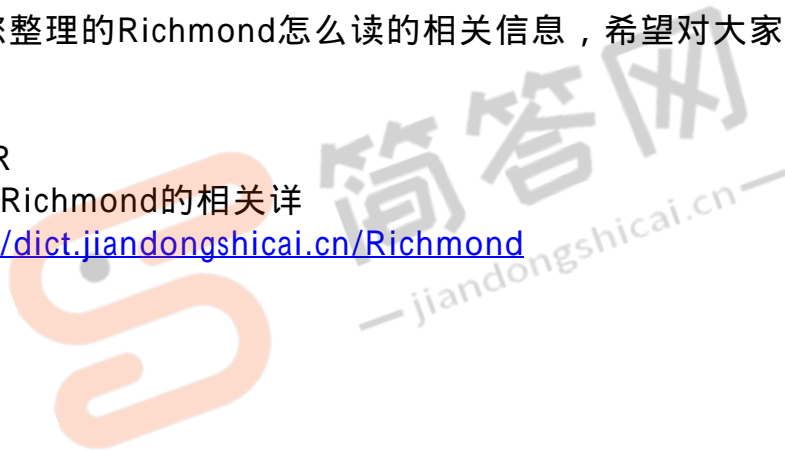 整理的Richmond怎么读的相关信息，希望对大家
R
Richmond的相关详
/dict.jiandongshicai.cn/Richmond
简答网
jiandongshicai.cn